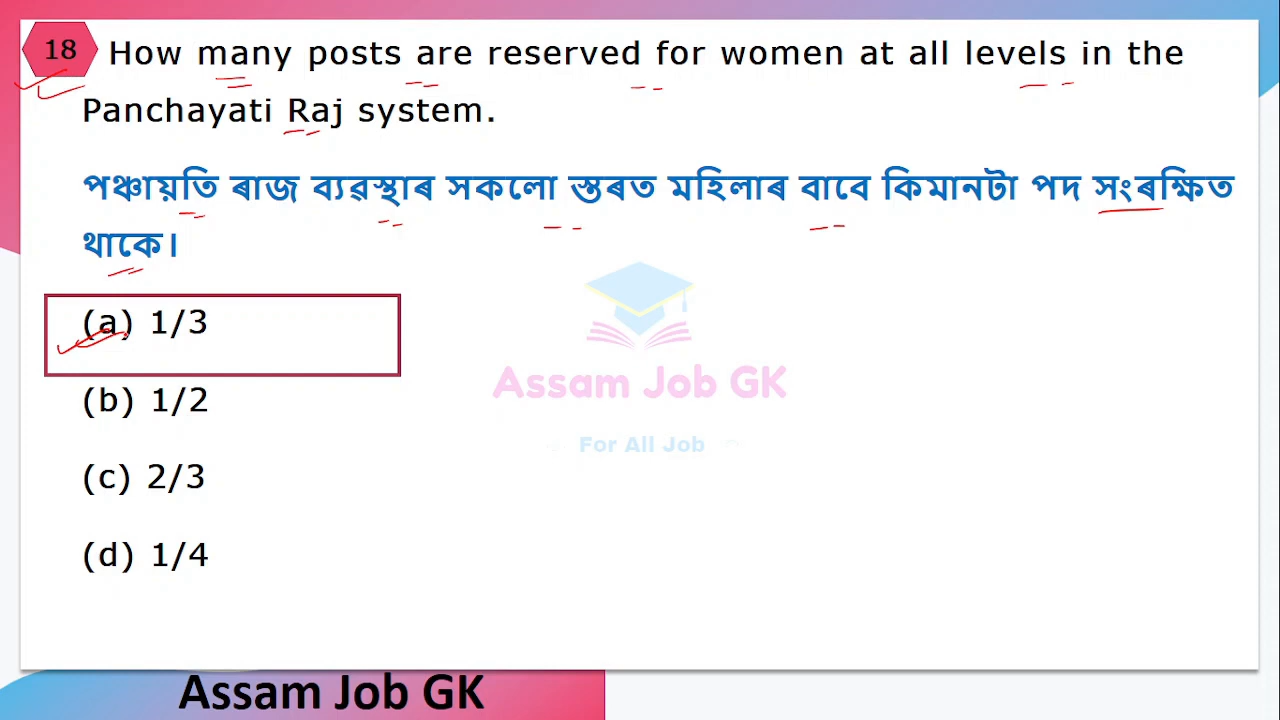 18 How many posts are reserved for women at all levels in the
Panchayati Raj system.
পঞ্চায়তি ৰাজ ব্যৱস্থাৰ সকলো স্তৰত মহিলাৰ বাবে কিমানটা পদ সংৰক্ষিত
থাকে।
(a) 1/3
(b) 1/2
(c) 2/3
(d) 1/4
Assam Job GK
For All Job
Assam Job GK